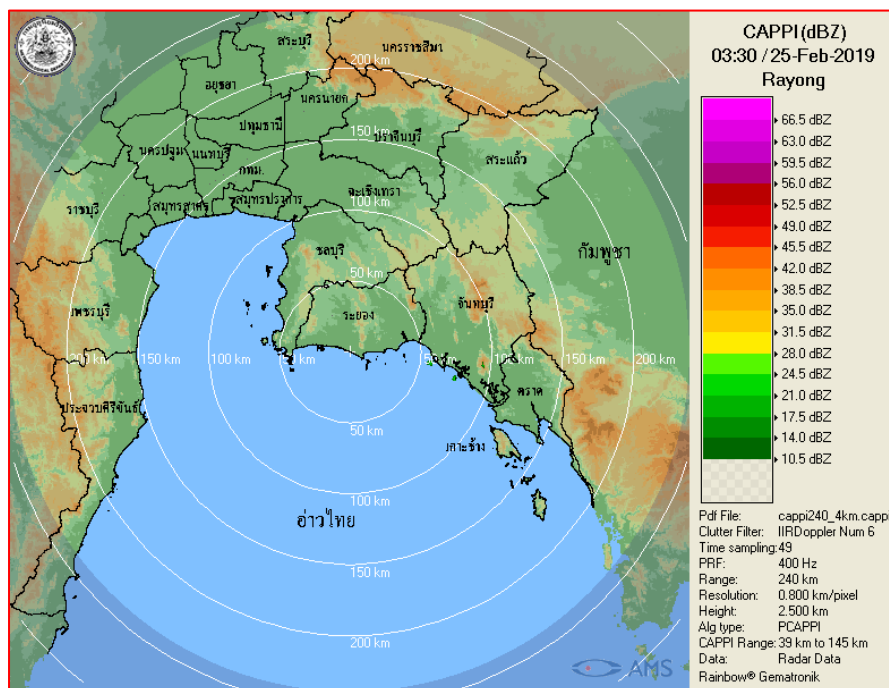 CAPPI (dBZ)
03:30 / 25-Feb-2019
Rayong
66.5 dBZ
63.0 dBZ
59.5 dBZ
56.0 dBZ
52.5 dBZ
49.0 dBZ
45.5 dBZ
42.0 dBZ
38.5 dBZ
35.0 dBZ
31.5 dBZ
28.0 dBZ
24.5 dBZ
21.0 dBZ
17.5 dBZ
14.0 dBZ
10.5 dBZ
Pdf File: cappi240_4km.cappi
Clutter Filter: IIRDoppler Num 6
Time sampling:49
PRF: 400 Hz
Range: 240 km
Resolution: 0.800 km/pixel
Height: 2.500 km
Alg type: PCAPPI
CAPPI Range: 39 km to 145 km
Data: Radar Data
Rainbow® Gematronik
สระบุรี
นครราชสีมา
200 km
อยุธยา
นครนายก
ปทุมธานี
150 km
ปราจีนบุรี
นครปฐม
นนทบุรี
สระแก้ว
กทม.
ฉะเชิงเทรา
ราชบุรี
สมุทรสาคร
สมุทรปราการ
100 km
ชลบุรี
กัมพูชา
50 km
เพชรบุรี
ระยอง
จันทบุรี
200 km
150 km
100 km
50 km
50 km
100 km
150 km
200 km
ประจวบคีรีขันธ์
ตราด
50 km
เกาะช้าง
100 km
อ่าวไทย
150 km
200 km
AMS